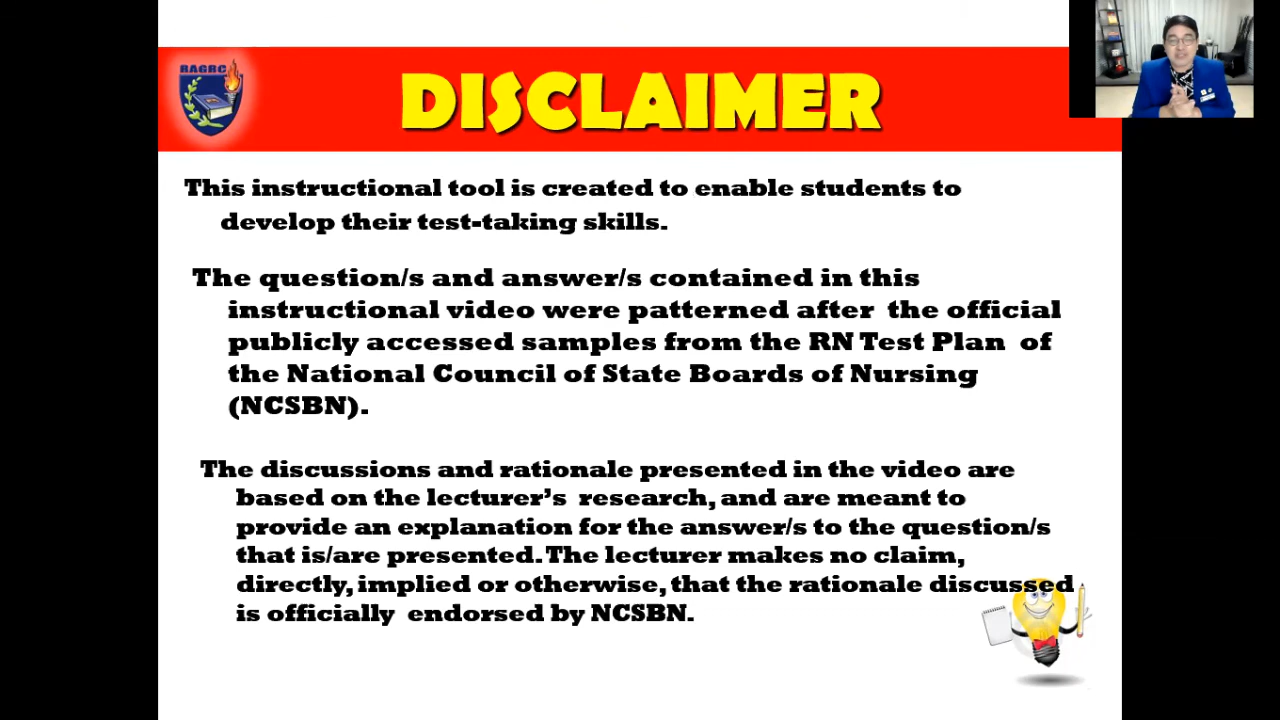 RAGRC
DISCLAIMER
This instructional tool is created to enable students to
develop their test-taking skills.
The question/s and answer/s contained in this
instructional video were patterned after the official
publicly accessed samples from the RN Test Plan of
the National Council of State Boards of Nursing
(NCSBN).
The discussions and rationale presented in the video are
based on the lecturer's research, and are meant to
provide an explanation for the answer/s to the question/s
that is/are presented. The lecturer makes no claim,
directly, implied or otherwise, that the rationale discussed
is officially endorsed by NCSBN.